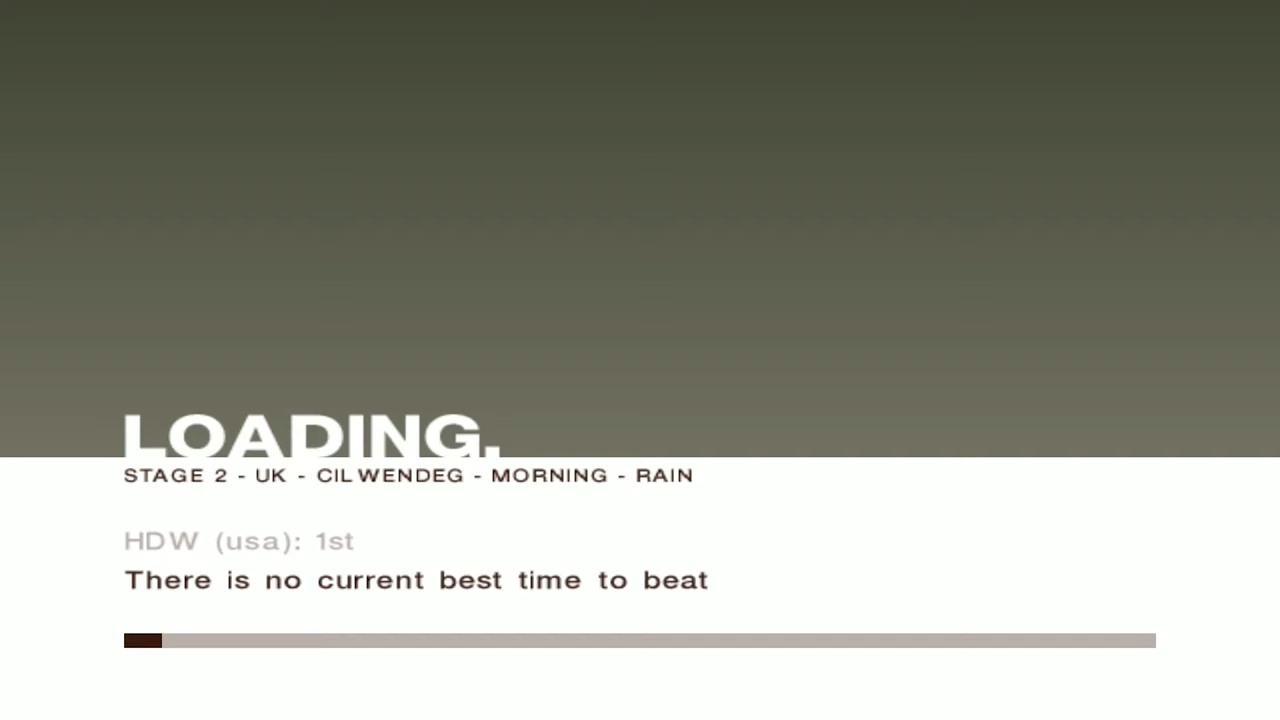 LOADING.
STAGE 2 - UK - CILWENDEG - MORNING - RAIN
HDW (usa): 1st
There is no current best time to beat